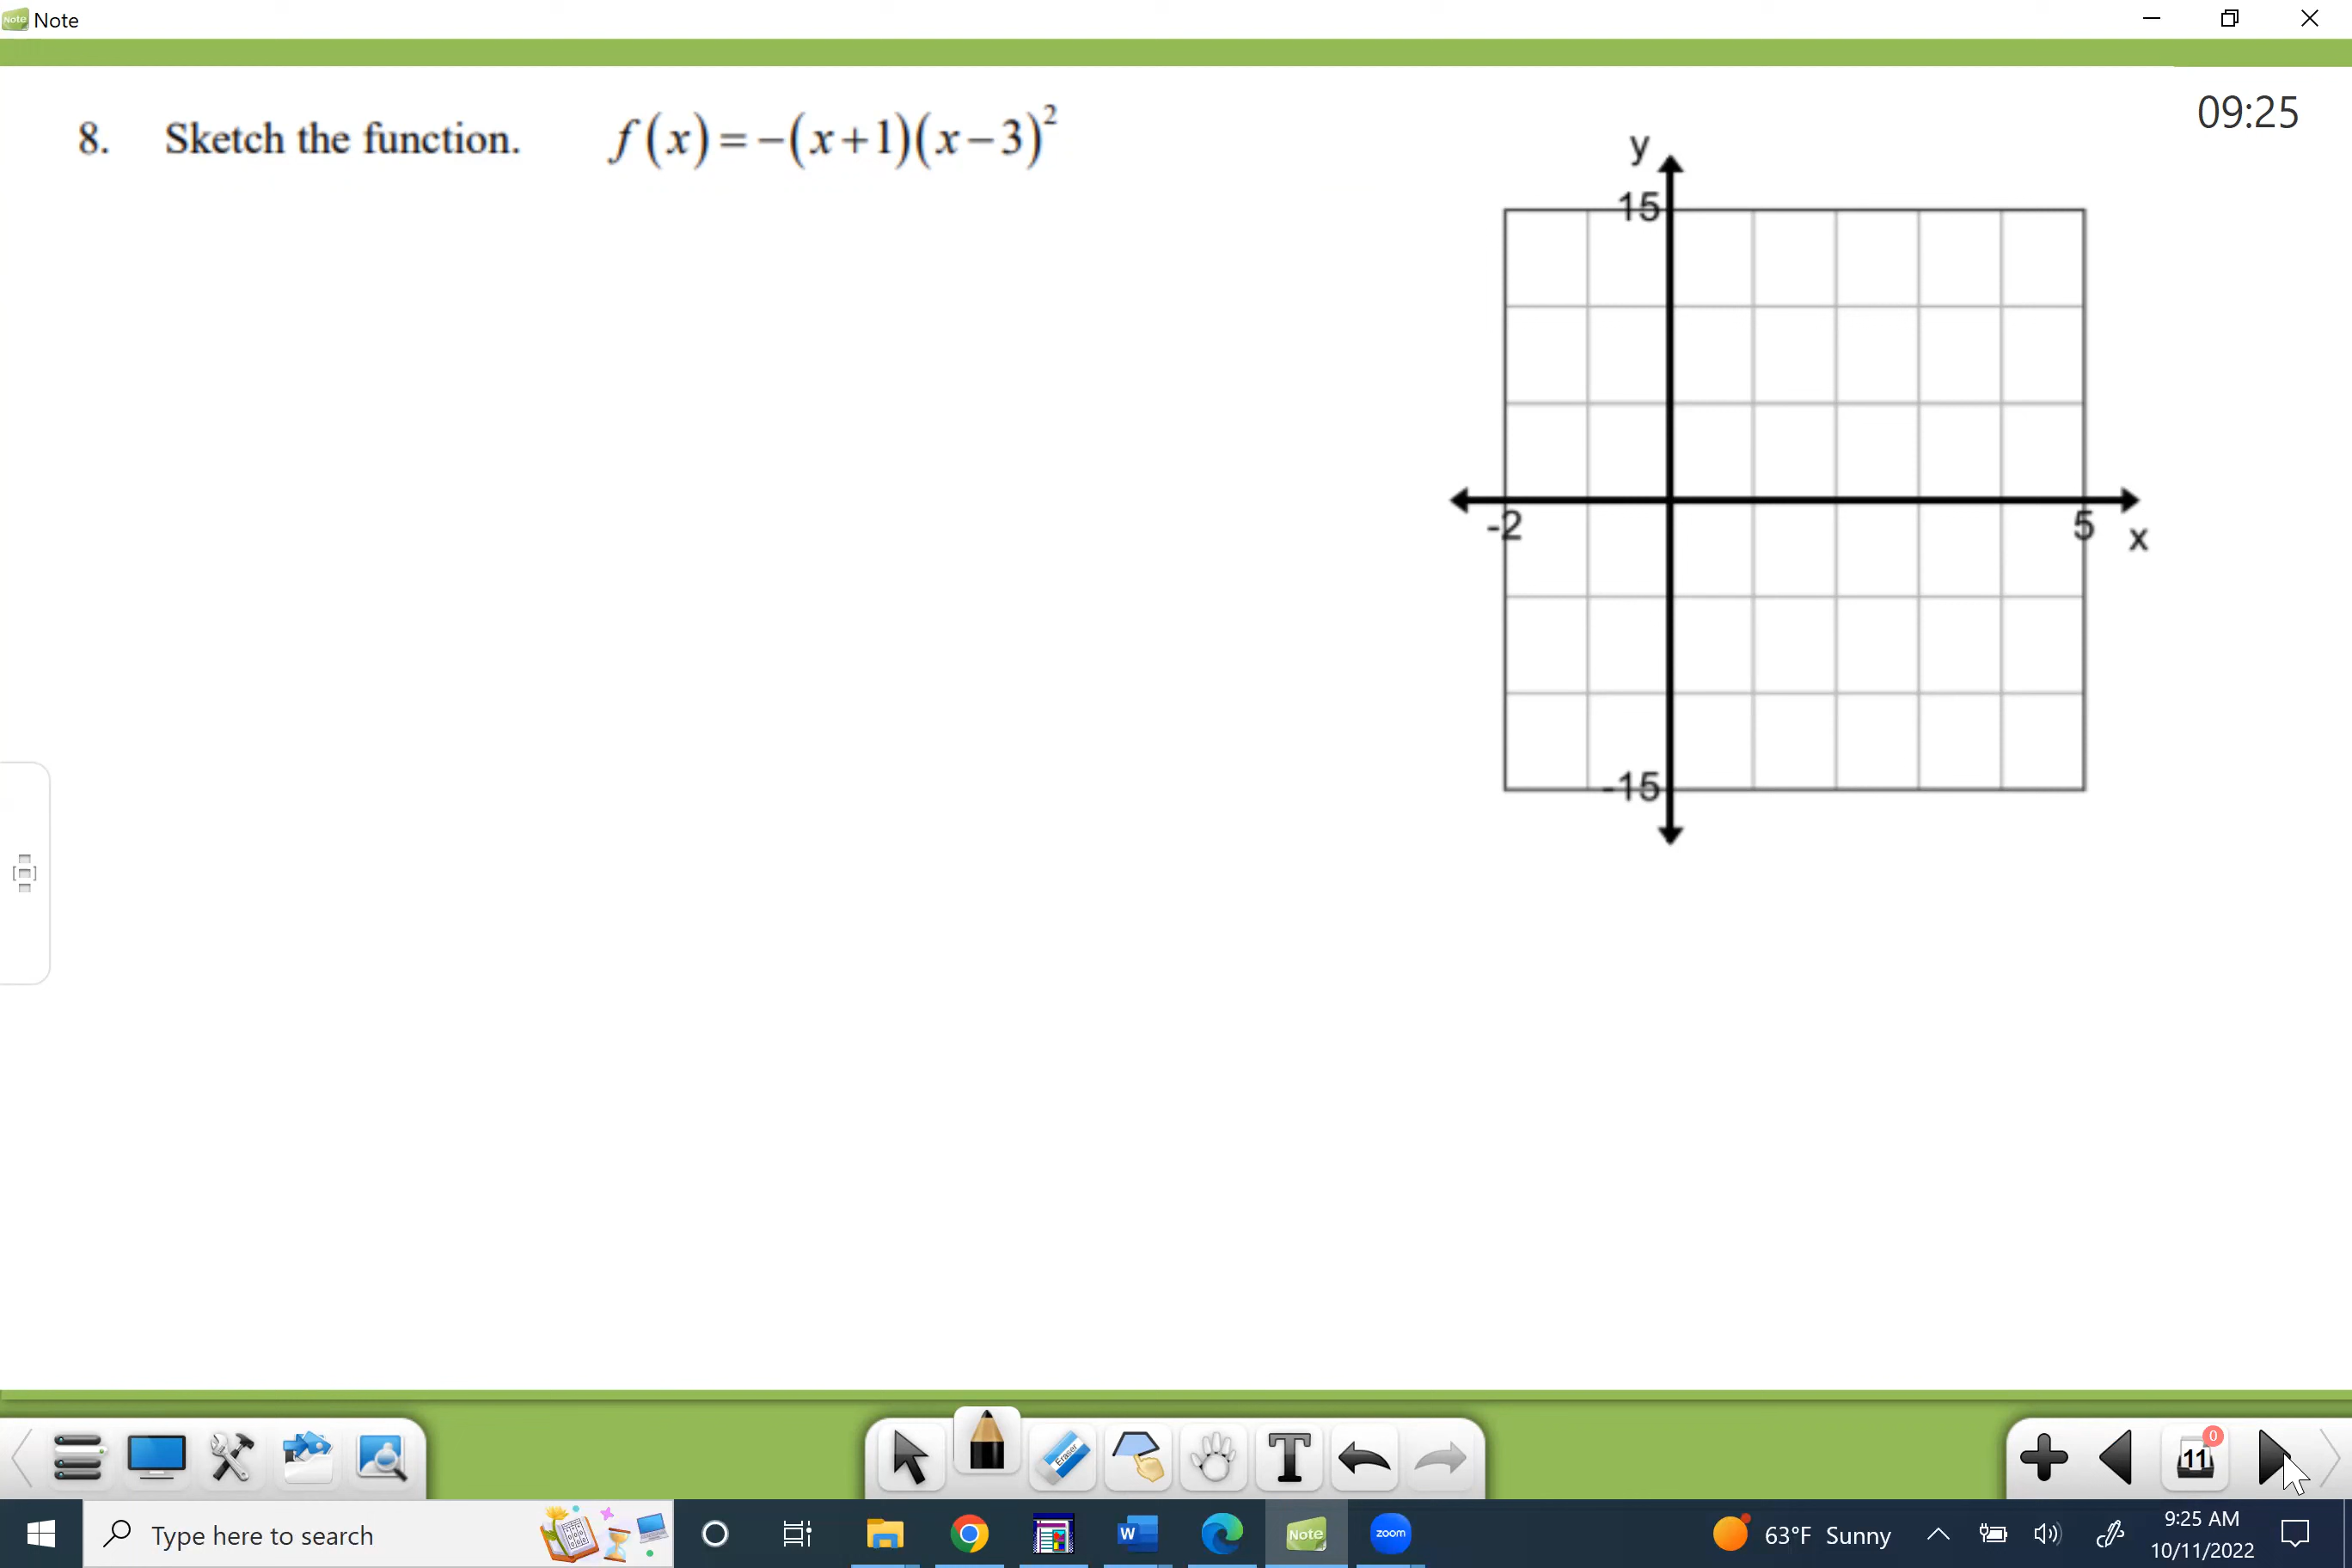 Note
09:25
8. Sketch the function. f(x)=-(x+1)(x-3)²
y
15
-2
5
x
-15
Eraser
T
0
11
Type here to search
W
Note
zoom
63°F Sunny
9:25 AM
10/11/2022